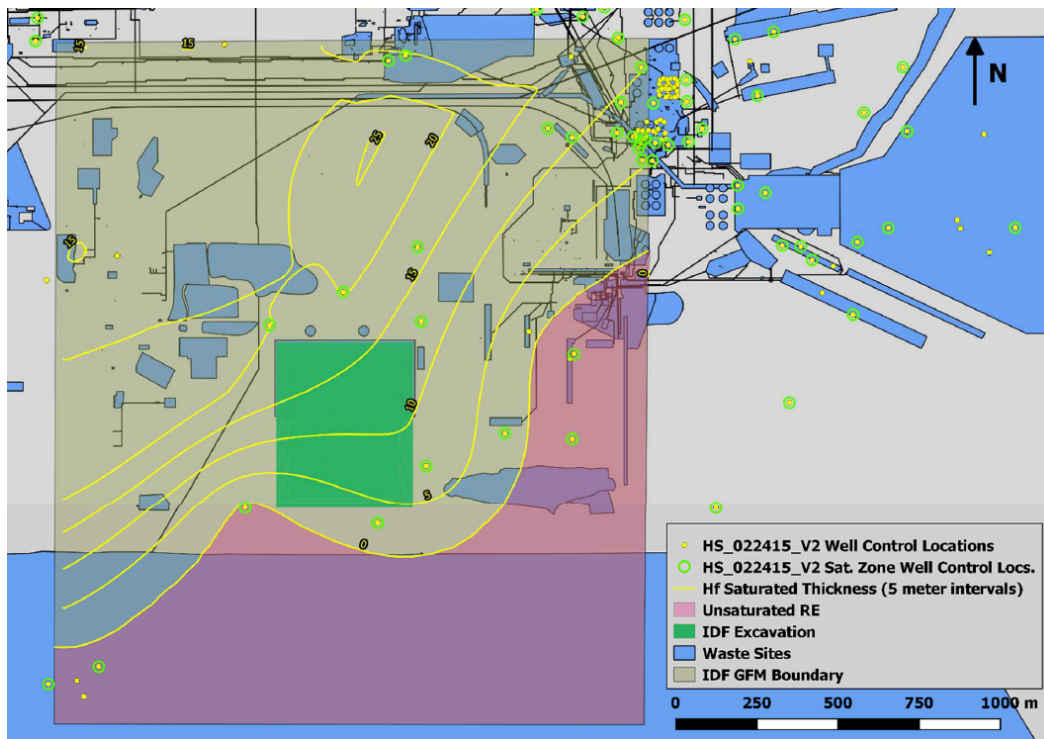 15
15
N
25
20
15
15
0
10
5
0
HS_022415_V2 Well Control Locations
HS_022415_V2 Sat. Zone Well Control Locs.
Hf Saturated Thickness (5 meter intervals)
Unsaturated RE
IDF Excavation
Waste Sites
IDF GFM Boundary
0 250 500 750 1000 m